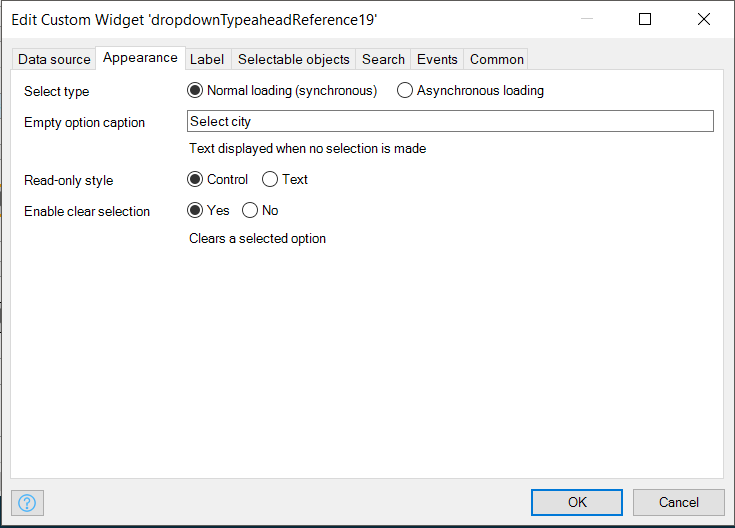 Edit Custom Widget 'dropdownTypeaheadReference19'
Data source Appearance Label Selectable objects Search Events Common
Select type Normal loading (synchronous) Asynchronous loading
Empty option caption Select city
Text displayed when no selection is made
Read-only style Control Text
Enable clear selection Yes No
Clears a selected option
? OK Cancel